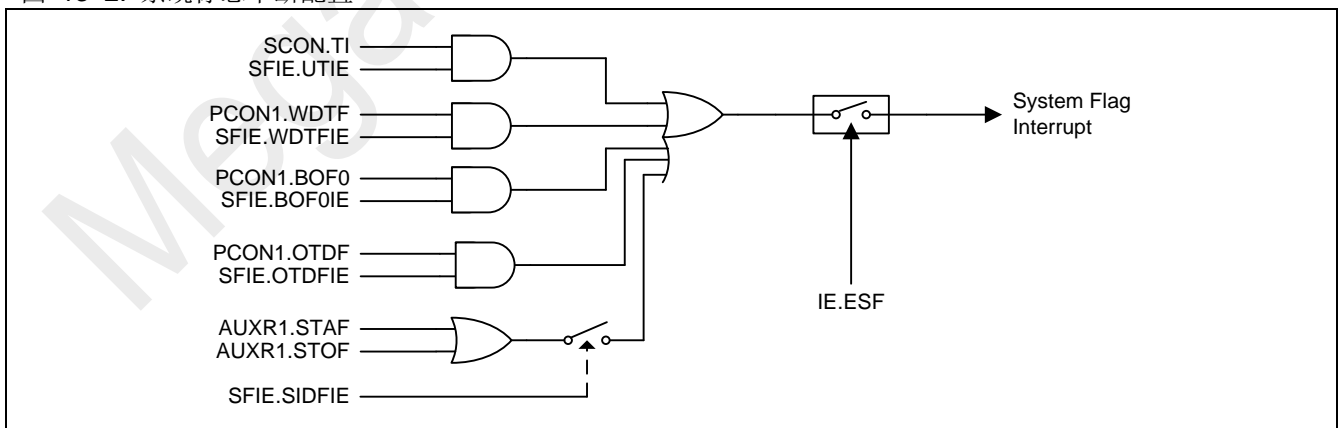 SCON.TI
SFIE.UTIE
PCON1.WDTF
SFIE.WDTFIE
PCON1.BOF0
SFIE.BOF0IE
PCON1.OTDF
SFIE.OTDFIE
AUXR1.STAF
AUXR1.STOF
SFIE.SIDFIE
IE.ESF
System Flag
Interrupt
Mega